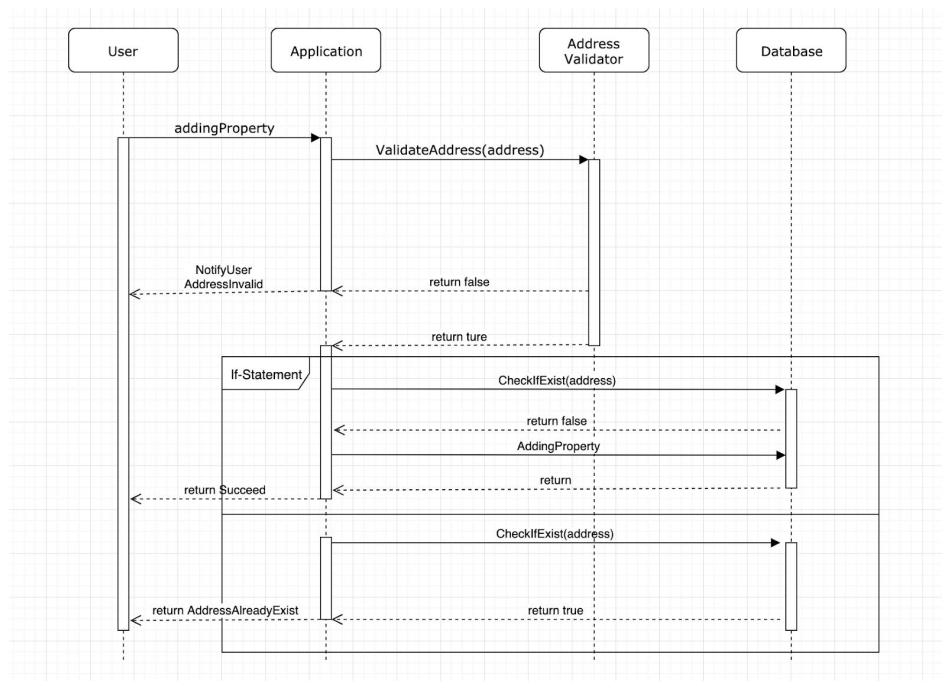 User
Application
Address
Validator
Database
addingProperty
ValidateAddress(address)
NotifyUser
AddressInvalid
return false
return ture
If-Statement
CheckIfExist(address)
return false
AddingProperty
return
return Succeed
CheckIfExist(address)
return AddressAlreadyExist
return true